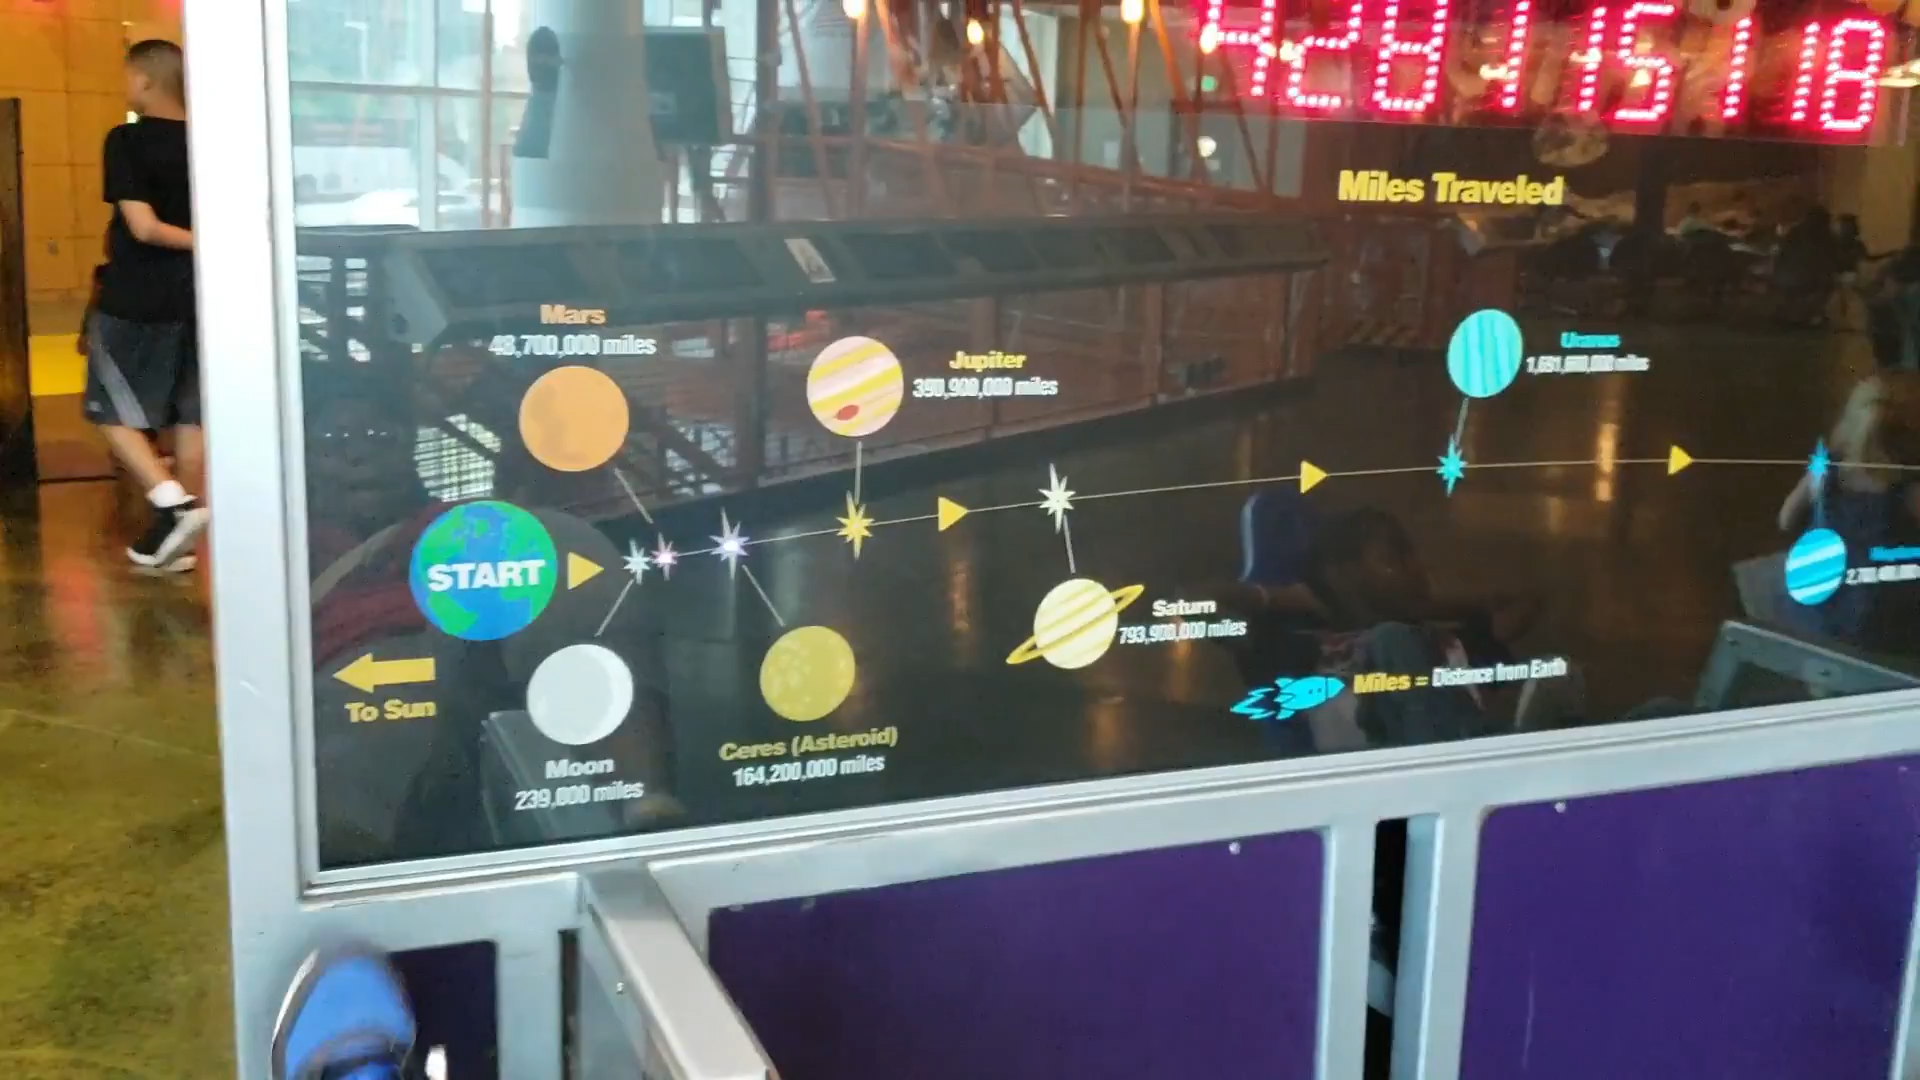 Miles Traveled
Mars
48,700,000 miles
Jupiter
390,900,000 miles
Uranus
START
Saturn
793,900,000 miles
To Sun
Miles = Distance from Earth
Moon
239,000 miles
Ceres (Asteroid)
164,200,000 miles